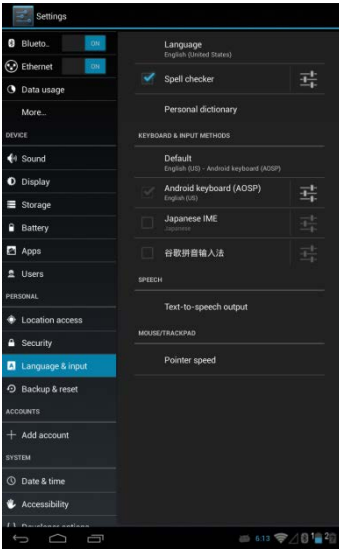 Settings
Blueto..
ON
Ethernet
ON
Data usage
More...
DEVICE
Sound
Display
Storage
Battery
Apps
Users
PERSONAL
Location access
Security
Language & input
Backup & reset
ACCOUNTS
Add account
SYSTEM
Date & time
Accessibility
Developer options
Language
English (United States)
Spell checker
Personal dictionary
KEYBOARD & INPUT METHODS
Default
English (US) - Android keyboard (AOSP)
Android keyboard (AOSP)
English (US)
Japanese IME
Japanese
谷歌拼音输入法
SPEECH
Text-to-speech output
MOUSE/TRACKPAD
Pointer speed
6:13